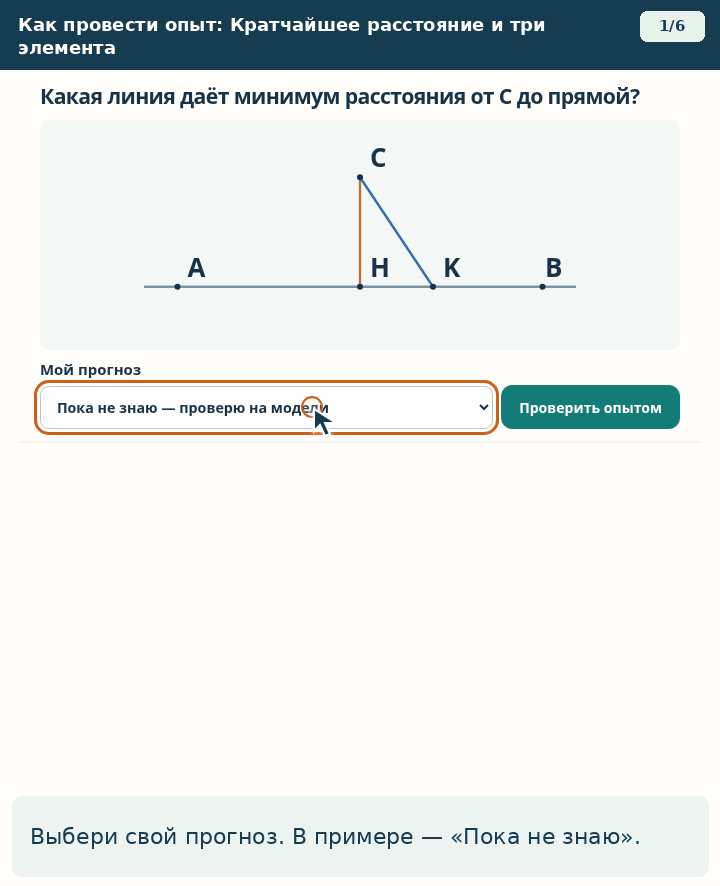 Как провести опыт: Кратчайшее расстояние и три
элемента
1/6
Какая линия даёт минимум расстояния от C до прямой?
C
A
H
K
B
Мой прогноз
Пока не знаю — проверю на модели
Проверить опытом
Выбери свой прогноз. В примере — «Пока не знаю».